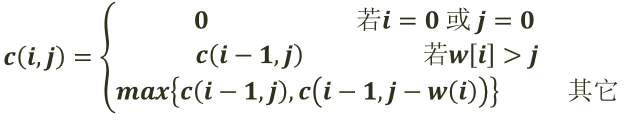 0 若i = 0 或 j = 0
c(i, j) = { c(i − 1, j) 若w[i] > j
max{c(i − 1, j), c(i − 1, j − w(i))} 其它